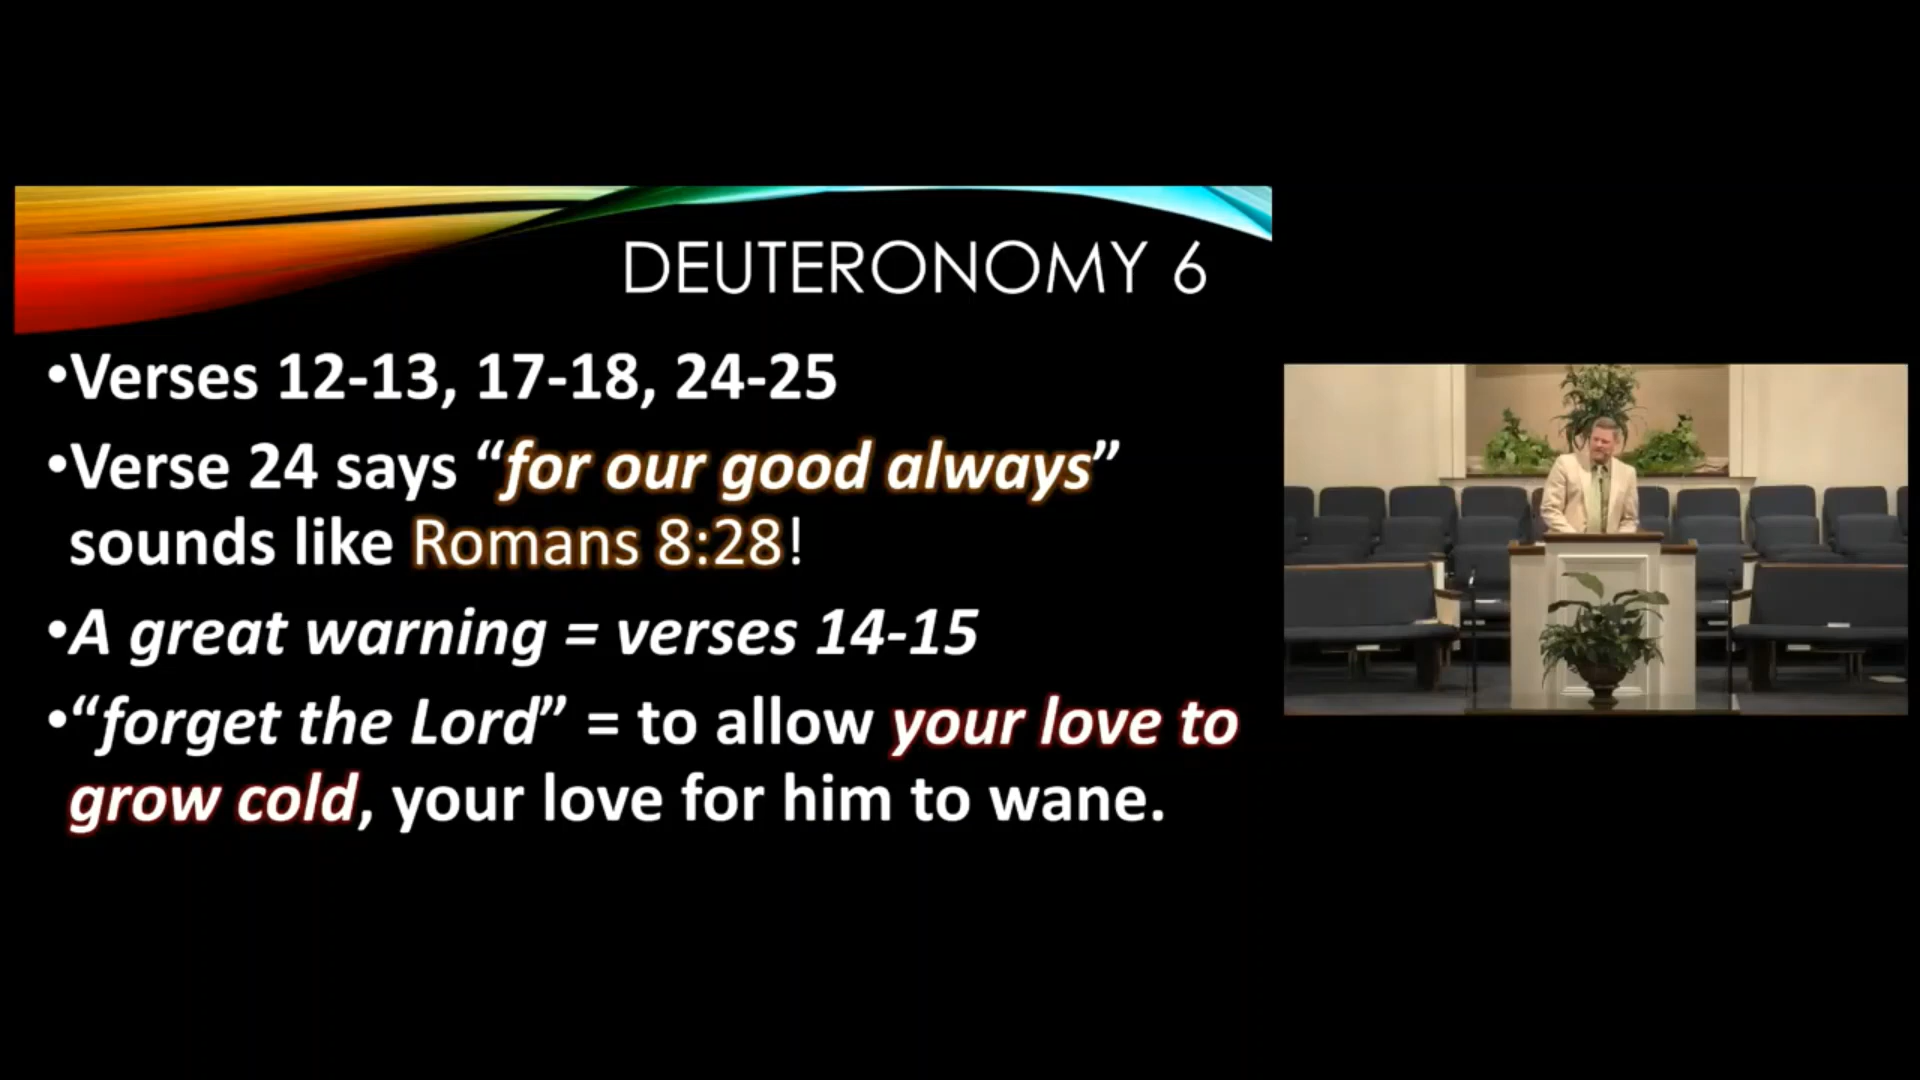 DEUTERONOMY 6
•Verses 12-13, 17-18, 24-25
•Verse 24 says “for our good always”
sounds like Romans 8:28!
•A great warning = verses 14-15
•“forget the Lord” = to allow your love to
grow cold, your love for him to wane.